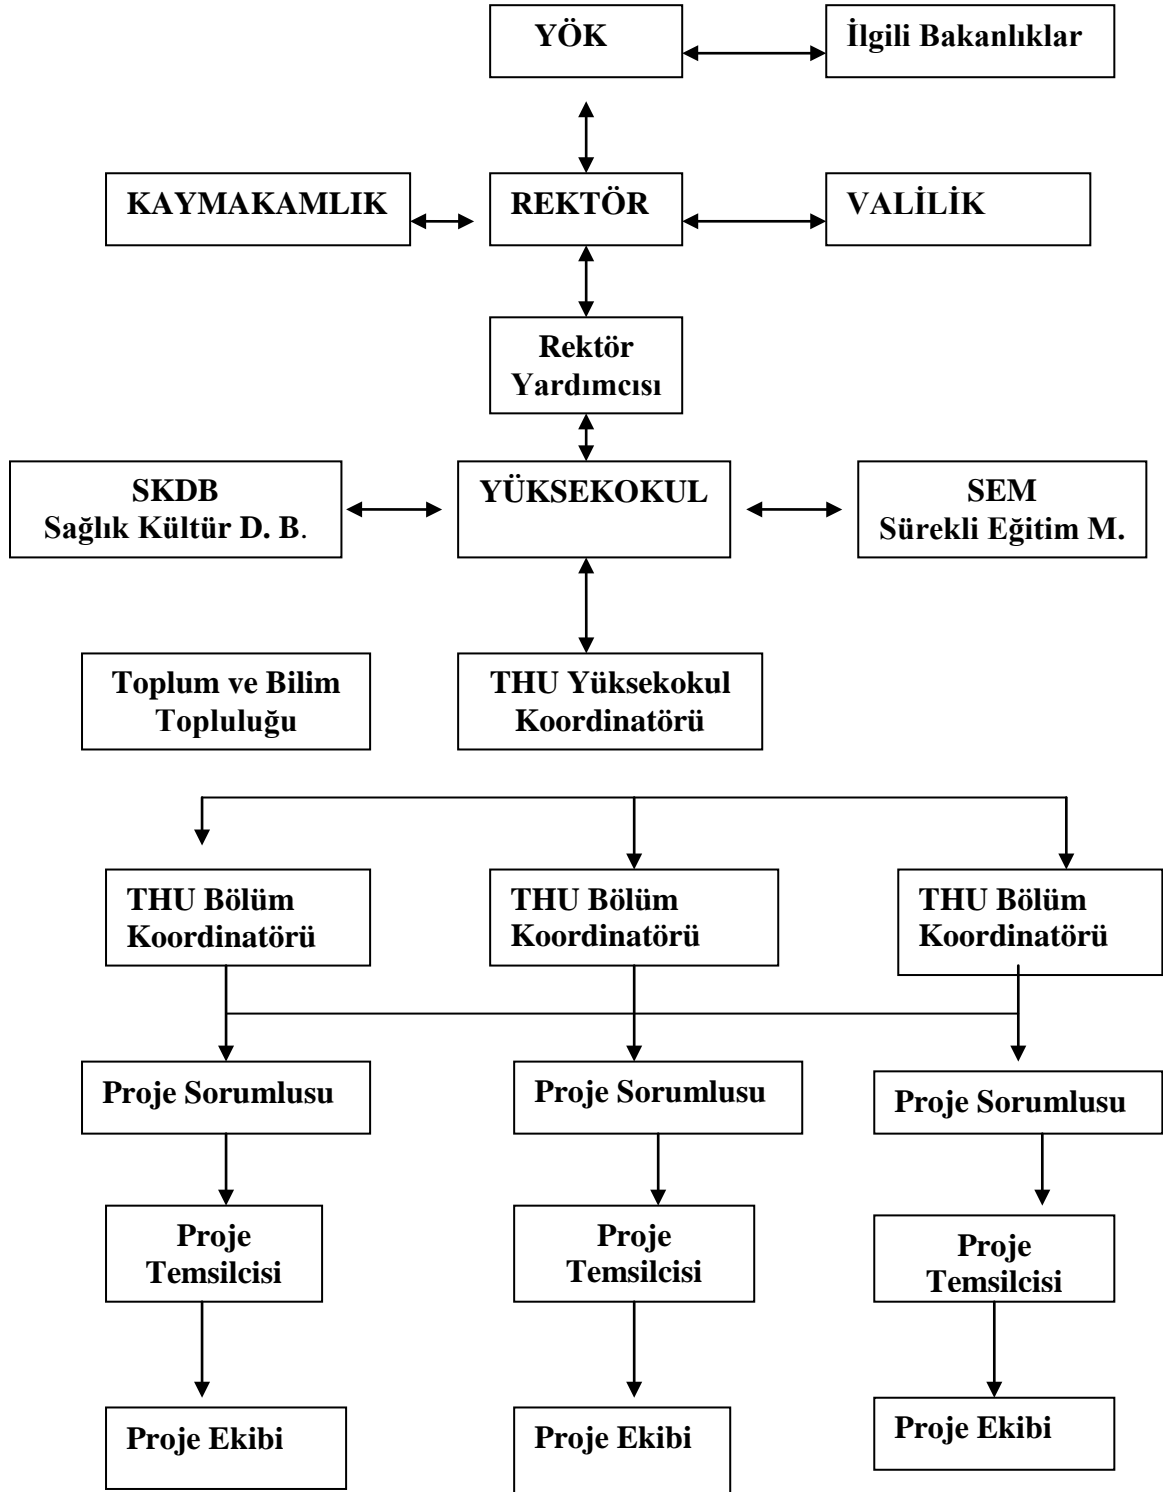 YÖK
İlgili Bakanlıklar
KAYMAKAMLIK
REKTÖR
VALİLİK
Rektör
Yardımcısı
SKDB
Sağlık Kültür D. B.
YÜKSEKOKUL
SEM
Sürekli Eğitim M.
Toplum ve Bilim
Topluluğu
THU Yüksekokul
Koordinatörü
THU Bölüm
Koordinatörü
THU Bölüm
Koordinatörü
THU Bölüm
Koordinatörü
Proje Sorumlusu
Proje Sorumlusu
Proje Sorumlusu
Proje
Temsilcisi
Proje
Temsilcisi
Proje
Temsilcisi
Proje Ekibi
Proje Ekibi
Proje Ekibi